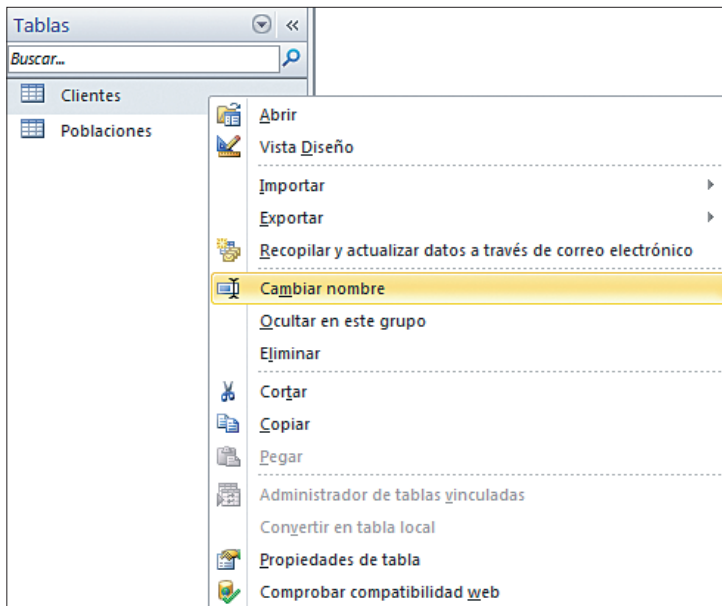 Tablas
Buscar...
Clientes
Poblaciones
Abrir
Vista Diseño
Importar
Exportar
Recopilar y actualizar datos a través de correo electrónico
Cambiar nombre
Ocultar en este grupo
Eliminar
Cortar
Copiar
Pegar
Administrador de tablas vinculadas
Convertir en tabla local
Propiedades de tabla
Comprobar compatibilidad web